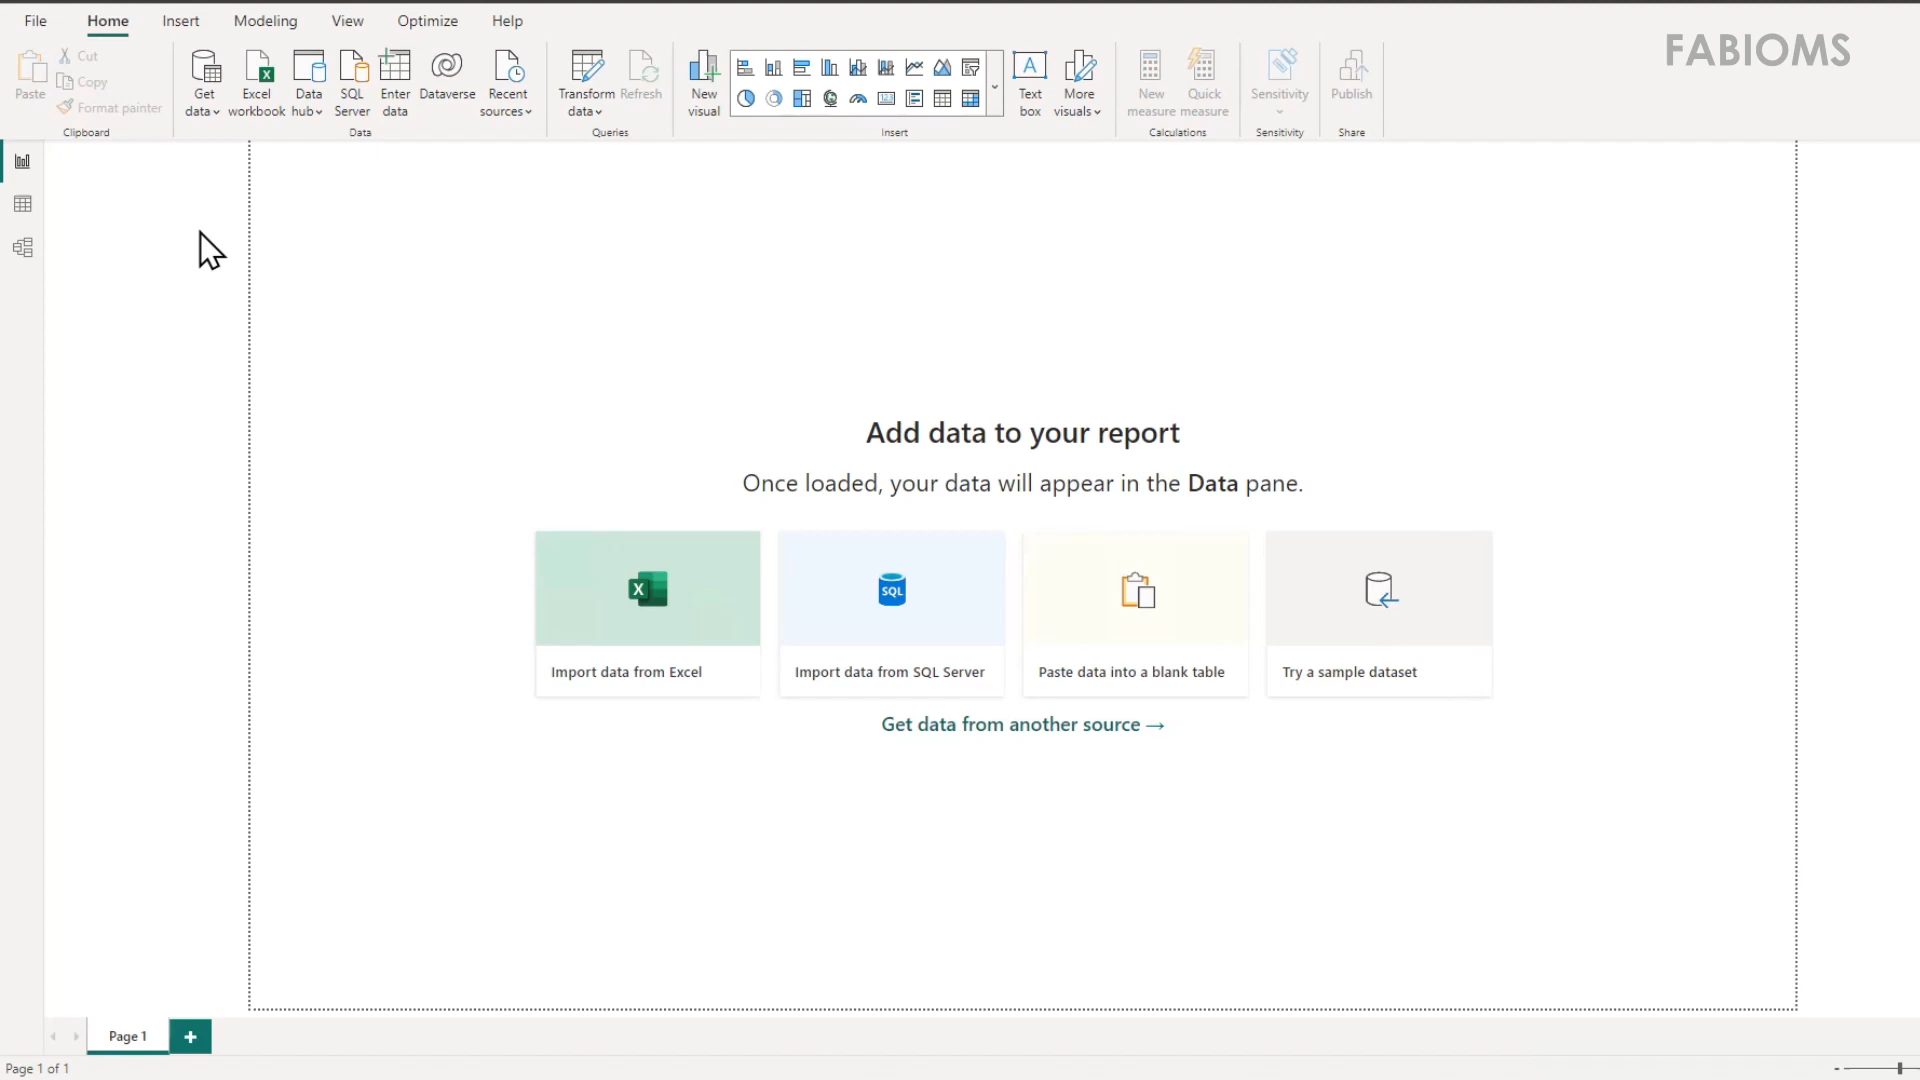 File Home Insert Modeling View Optimize Help
FABIOMS
Paste
Cut
Copy
Format painter
Clipboard
Get data
Excel workbook
Data hub
SQL Server
Enter data
Dataverse
Recent sources
Data
Transform data
Refresh
Queries
New visual
Text box
More visuals
Insert
New measure
Quick measure
Calculations
Sensitivity
Sensitivity
Publish
Share
Add data to your report
Once loaded, your data will appear in the Data pane.
X
SQL
Import data from Excel
Import data from SQL Server
Paste data into a blank table
Try a sample dataset
Get data from another source →
Page 1
Page 1 of 1